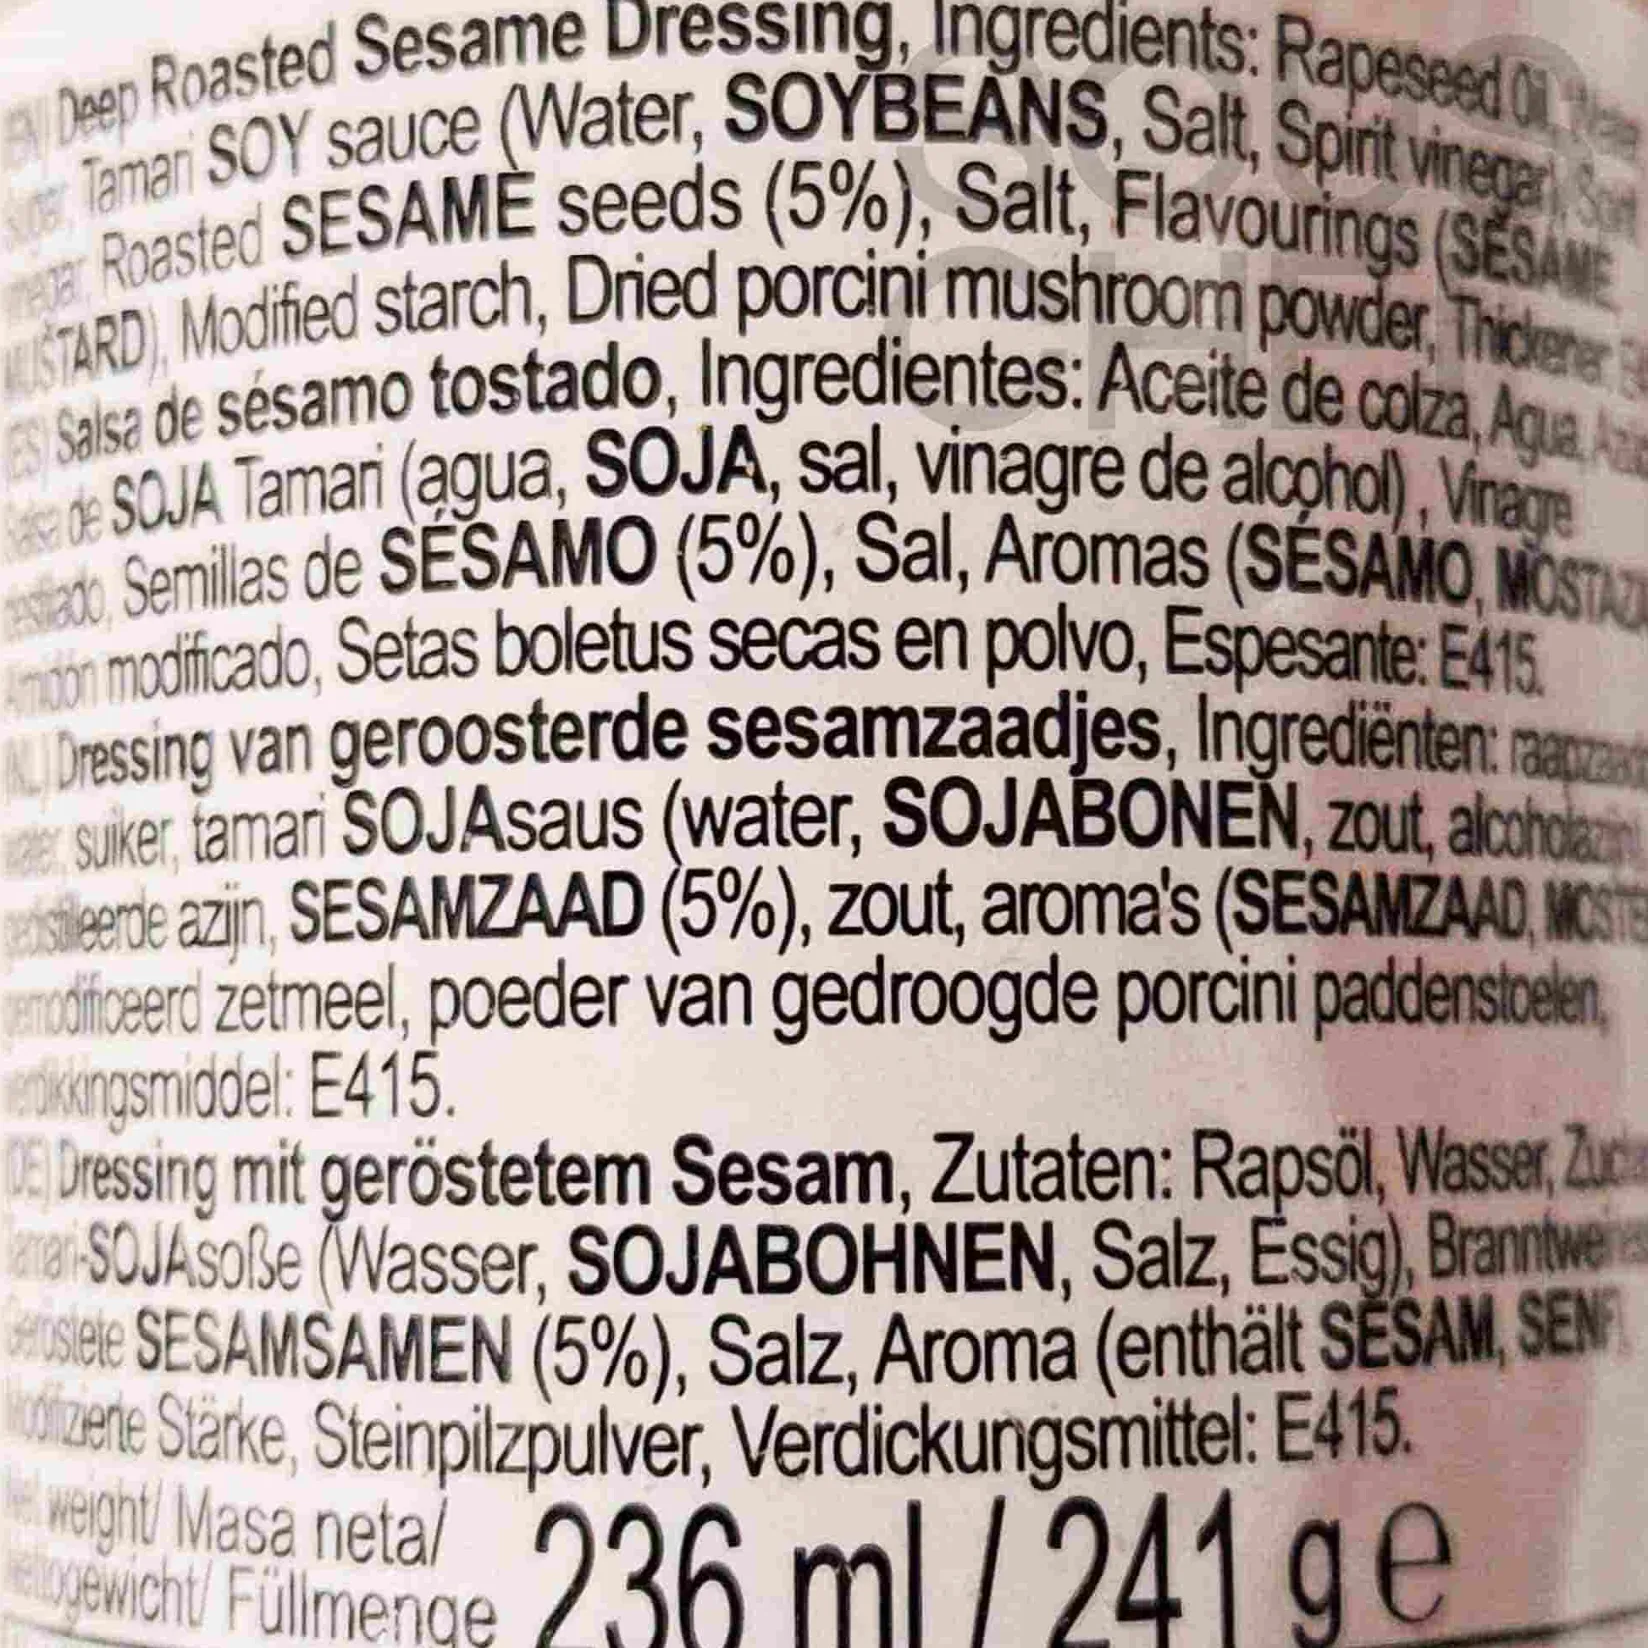 Deep Roasted Sesame Dressing, Ingredients: Rapeseed Oil,
Tamari SOY sauce (Water, SOYBEANS, Salt, Spirit vinegar),
Roasted SESAME seeds (5%), Salt, Flavourings (SESAME
MUSTARD), Modified starch, Dried porcini mushroom powder, Thickener:
(ES) Salsa de sésamo tostado, Ingredientes: Aceite de colza, Agua,
Salsa de SOJA Tamari (agua, SOJA, sal, vinagre de alcohol), Vinagre
destilado, Semillas de SÉSAMO (5%), Sal, Aromas (SÉSAMO, MOSTAZA
Almidón modificado, Setas boletus secas en polvo, Espesante: E415.
Dressing van geroosterde sesamzaadjes, Ingrediënten:
water, suiker, tamari SOJAsaus (water, SOJABONEN, zout,
gedistilleerde azijn, SESAMZAAD (5%), zout, aroma's (SESAMZAAD,
gemodificeerd zetmeel, poeder van gedroogde porcini paddenstoelen,
verdikkingsmiddel: E415.
(DE) Dressing mit geröstetem Sesam, Zutaten: Rapsöl, Wasser,
Tamari-SOJAsoße (Wasser, SOJABOHNEN, Salz, Essig),
Geröstete SESAMSAMEN (5%), Salz, Aroma (enthält SESAM, SENF
Modifizierte Stärke, Steinpilzpulver, Verdickungsmittel: E415.
Net weight/ Masa neta/
Nettogewicht/ Füllmenge 236 ml / 241 g e